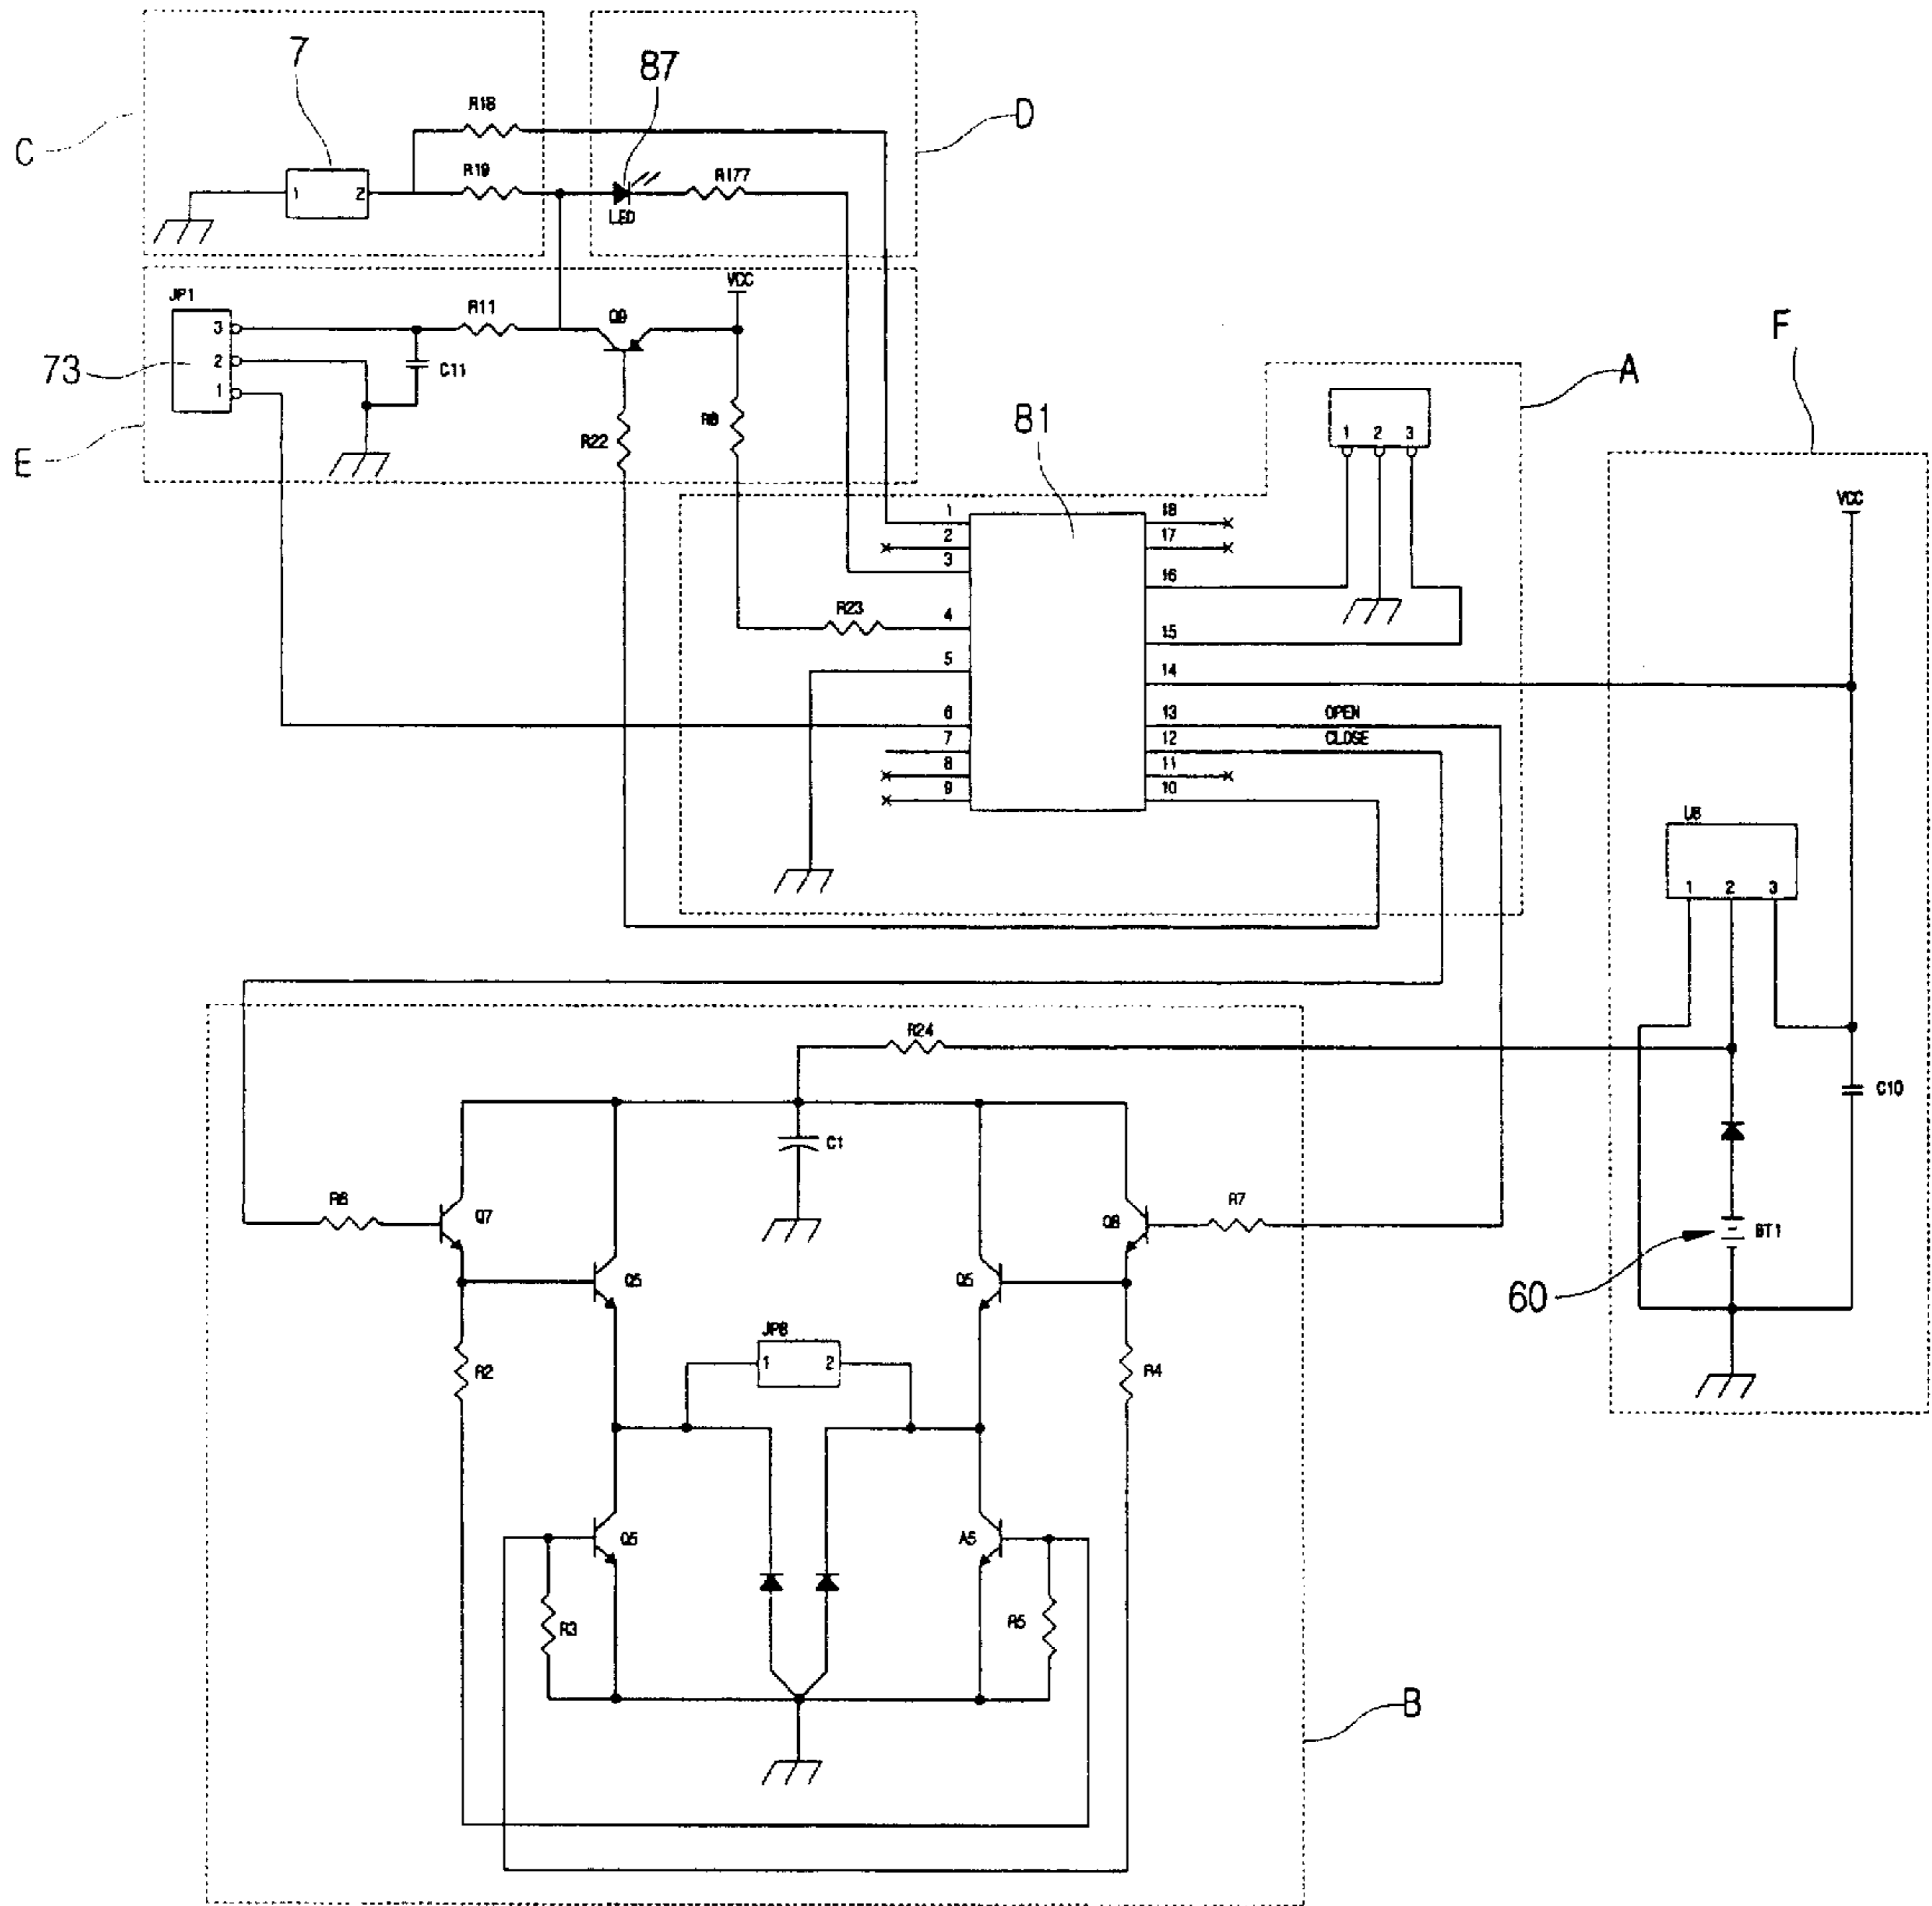 7
87
C
R18
D
1
2
R19
LED
R177
VCC
JP1
3
R11
Q9
F
73
2
C11
A
1
R22
R8
81
1 2 3
E
VCC
1
18
2
17
3
16
R23
4
15
5
14
6
13
OPEN
7
12
CLOSE
8
11
9
10
U8
1 2 3
R24
C10
C1
R6
Q7
Q8
R7
BT1
Q5
Q5
60
JP8
1 2
R2
R4
Q5
A5
R3
R5
B